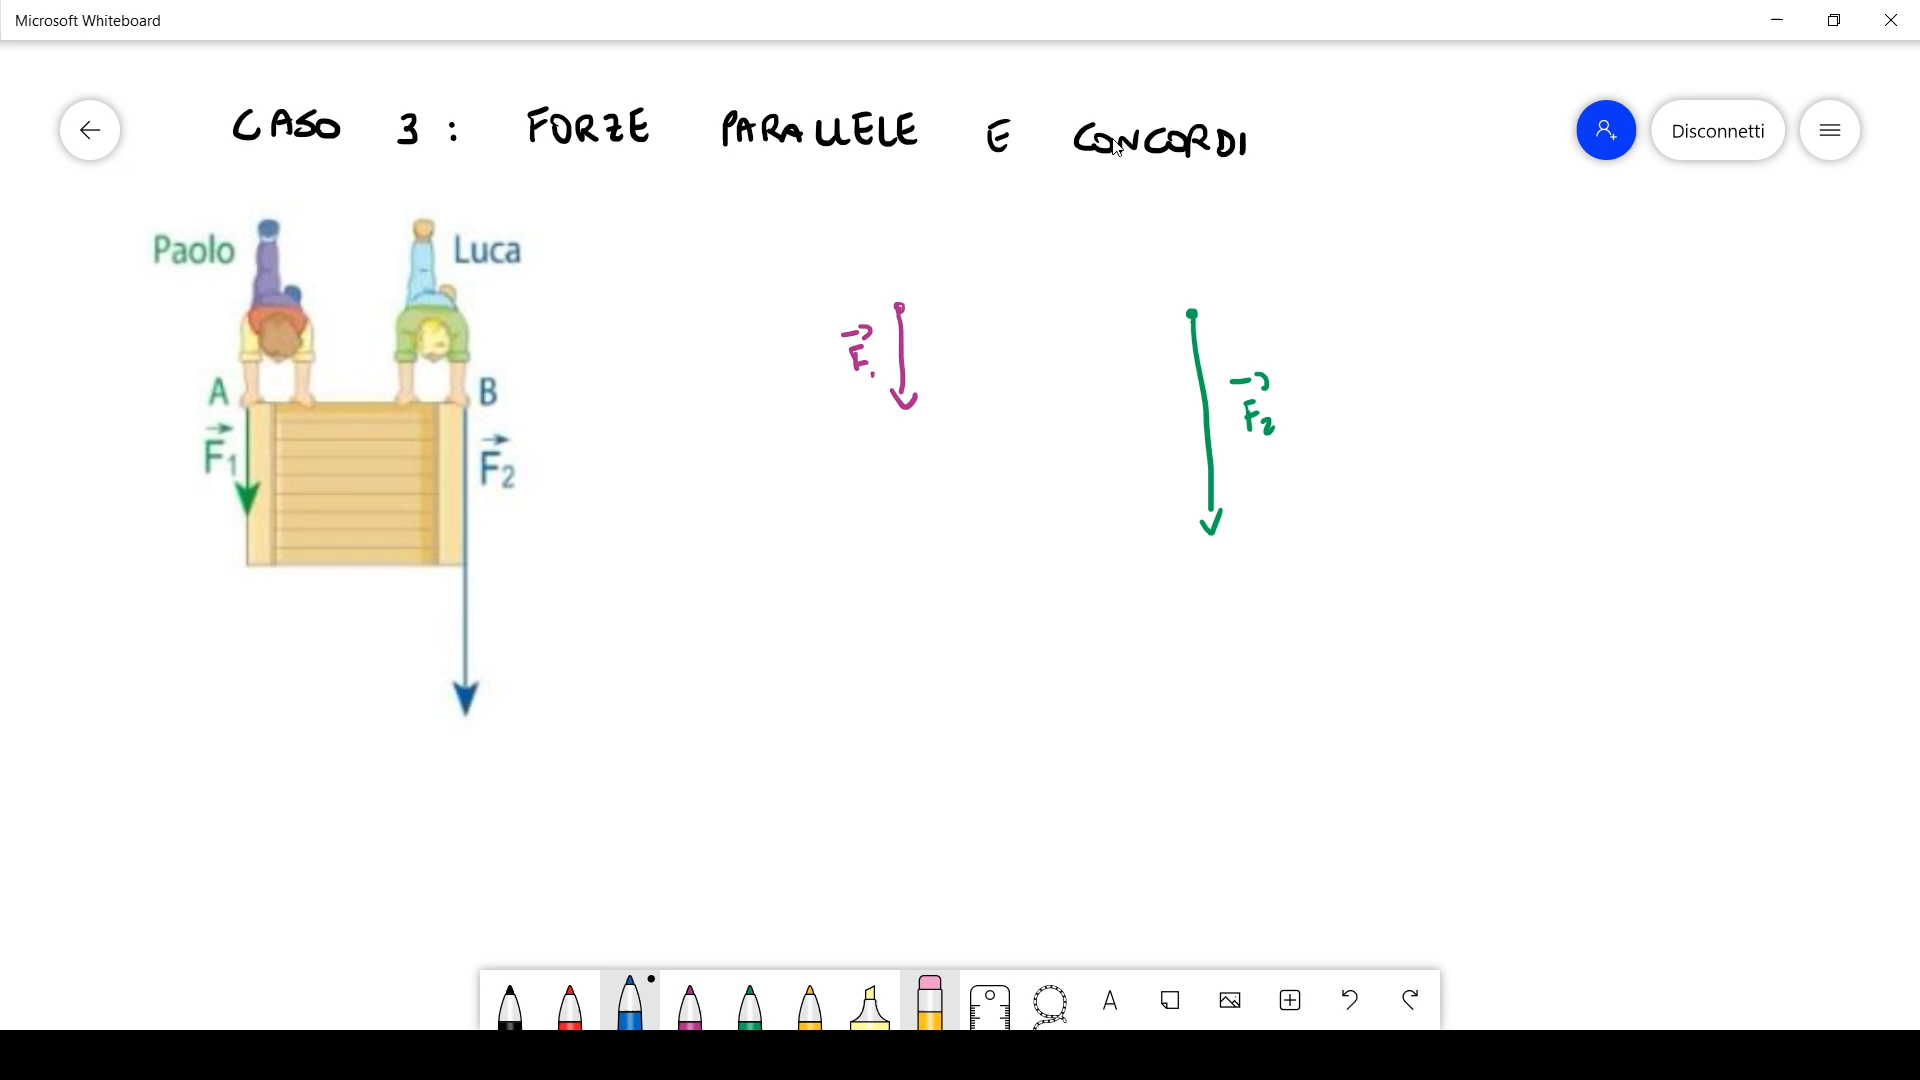 Microsoft Whiteboard
CASO 3 : FORZE PARALLELE E CONCORDI
Disconnetti
Paolo
Luca
A
B
F1
F2
F1
F2